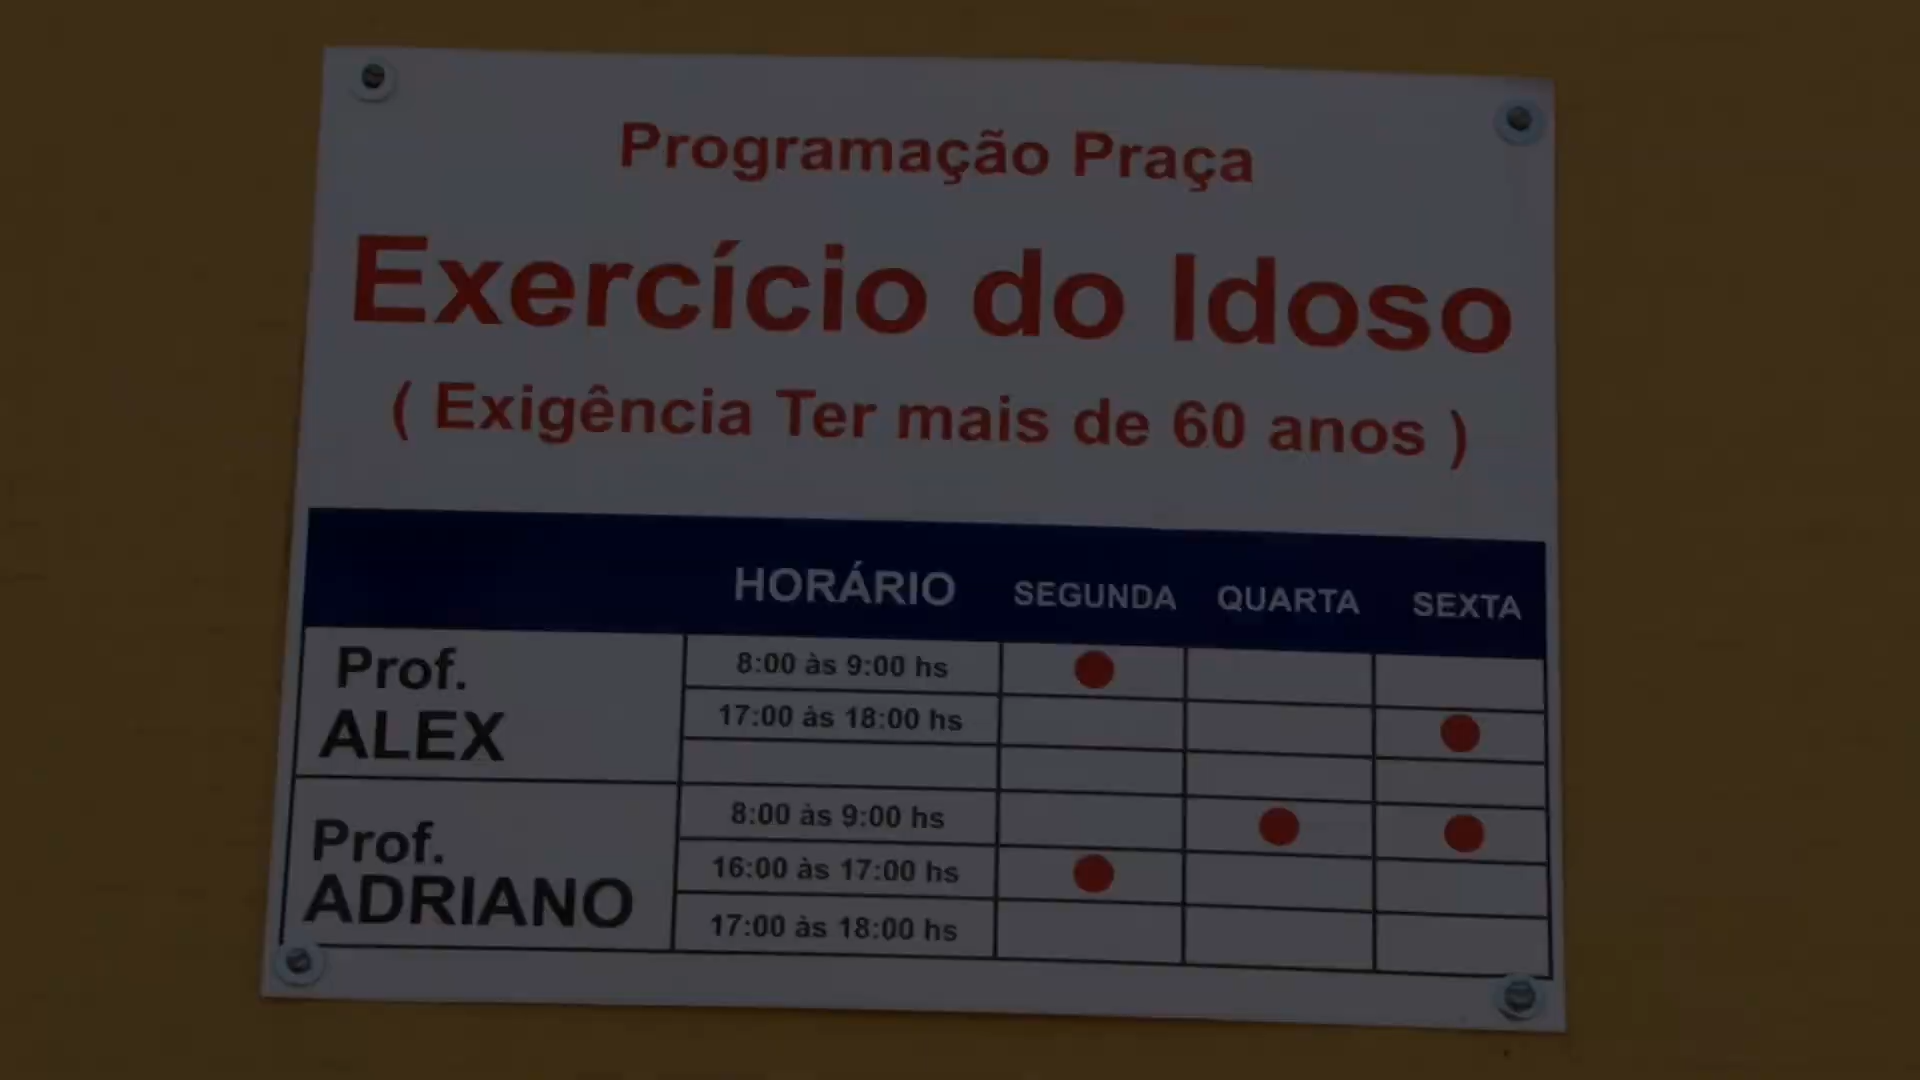 Programação Praça
Exercício do Idoso
( Exigência Ter mais de 60 anos )
HORÁRIO SEGUNDA QUARTA SEXTA
Prof.
ALEX
8:00 às 9:00 hs
17:00 às 18:00 hs
Prof.
ADRIANO
8:00 às 9:00 hs
16:00 às 17:00 hs
17:00 às 18:00 hs